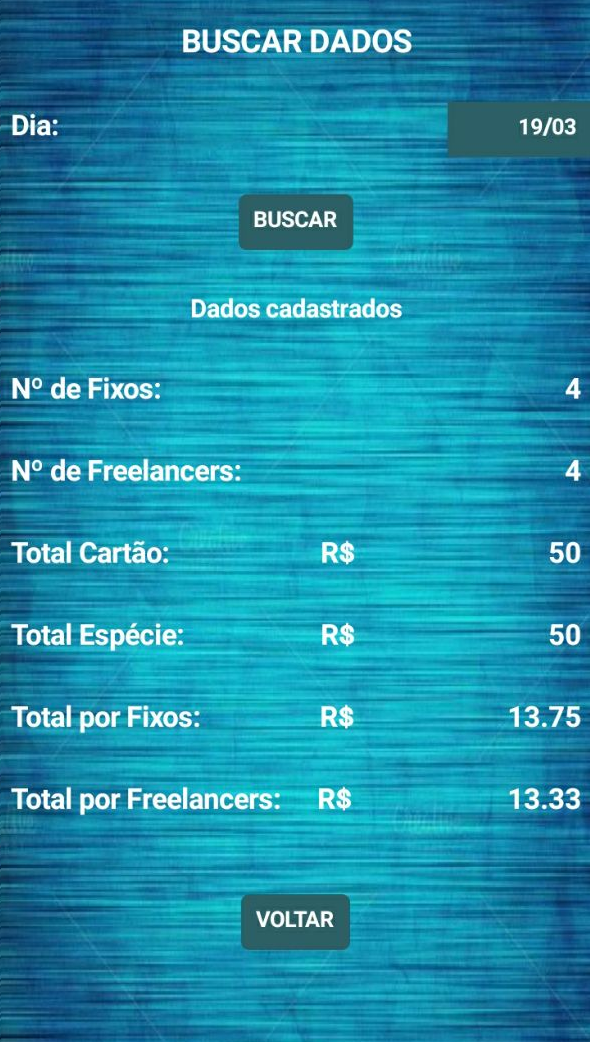 BUSCAR DADOS
Dia: 19/03
BUSCAR
Dados cadastrados
Nº de Fixos: 4
Nº de Freelancers: 4
Total Cartão: R$ 50
Total Espécie: R$ 50
Total por Fixos: R$ 13.75
Total por Freelancers: R$ 13.33
VOLTAR